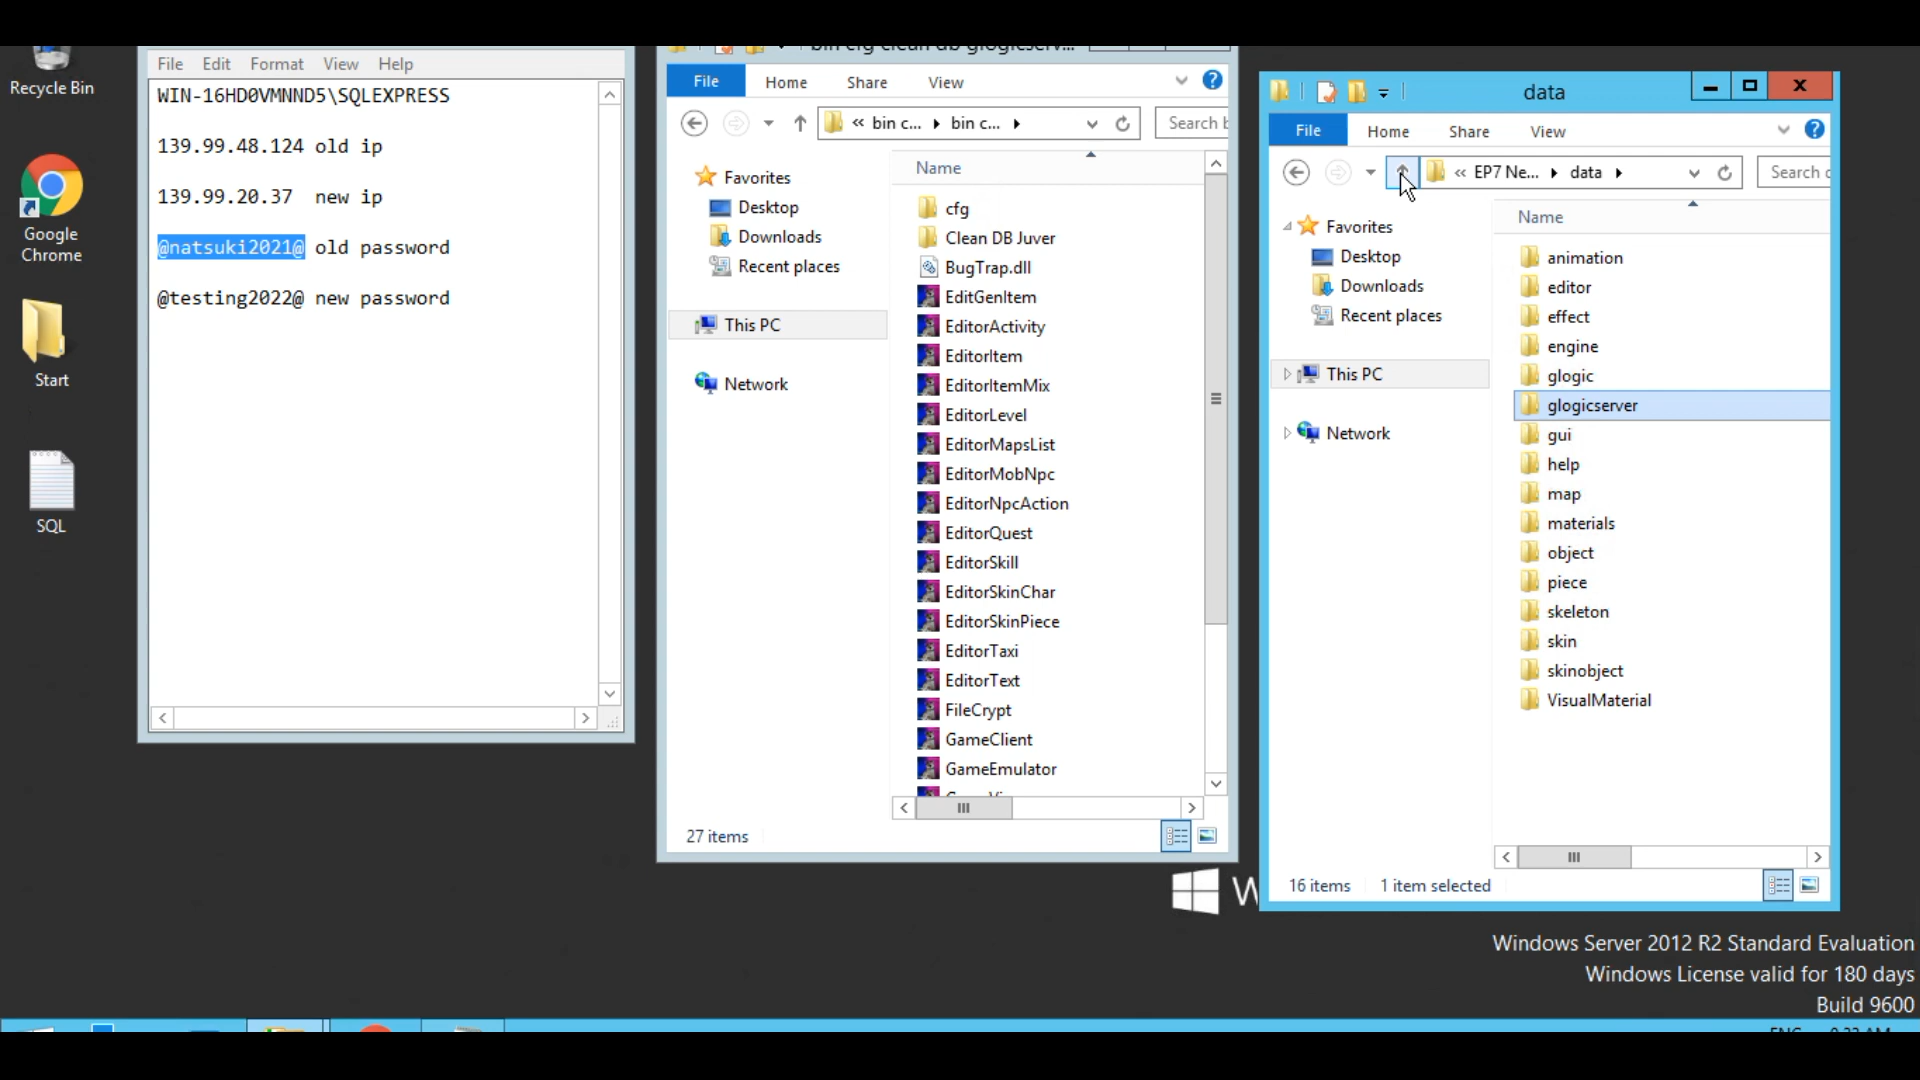 Recycle Bin
Google
Chrome
Start
SQL
File Edit Format View Help
WIN-16HD0VMNND5\SQLEXPRESS
139.99.48.124 old ip
139.99.20.37 new ip
@natsuki2021@ old password
@testing2022@ new password
bin cfg clean db glogicserv...
File Home Share View
« bin c... bin c...
Search b
Favorites
Desktop
Downloads
Recent places
This PC
Network
Name
cfg
Clean DB Juver
BugTrap.dll
EditGenItem
EditorActivity
EditorItem
EditorItemMix
EditorLevel
EditorMapsList
EditorMobNpc
EditorNpcAction
EditorQuest
EditorSkill
EditorSkinChar
EditorSkinPiece
EditorTaxi
EditorText
FileCrypt
GameClient
GameEmulator
27 items
data
File Home Share View
« EP7 Ne... data
Search
Favorites
Desktop
Downloads
Recent places
This PC
Network
Name
animation
editor
effect
engine
glogic
glogicserver
gui
help
map
materials
object
piece
skeleton
skin
skinobject
VisualMaterial
16 items 1 item selected
W
Windows Server 2012 R2 Standard Evaluation
Windows License valid for 180 days
Build 9600